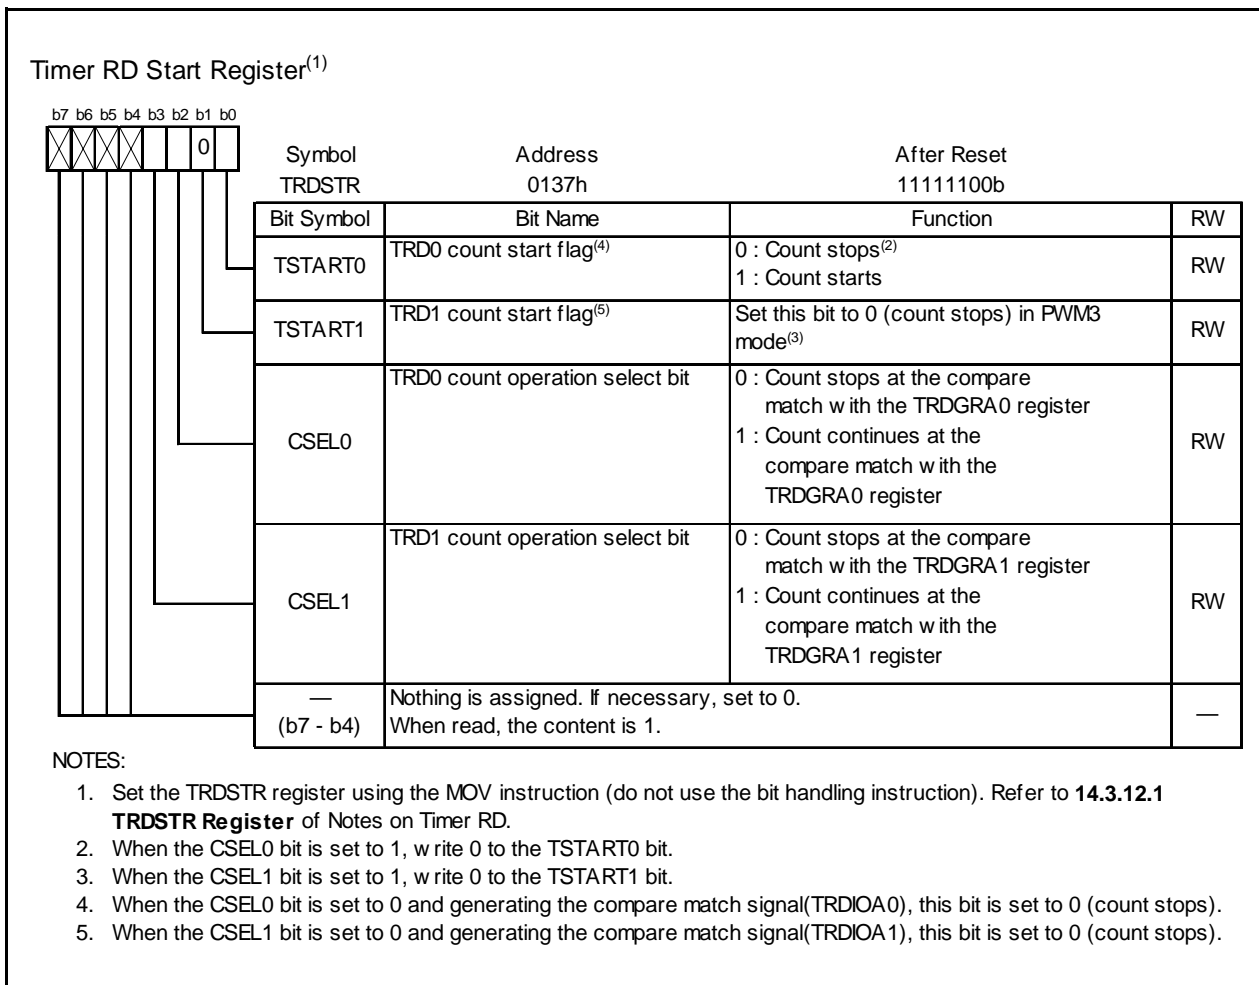 Timer RD Start Register(1)
b7 b6 b5 b4 b3 b2 b1 b0
0
Symbol Address After Reset
TRDSTR 0137h 11111100b
Bit Symbol Bit Name Function RW
TSTART0 TRD0 count start flag(4) 0 : Count stops(2) RW
1 : Count starts
TSTART1 TRD1 count start flag(5) Set this bit to 0 (count stops) in PWM3 RW
mode(3)
CSEL0 TRD0 count operation select bit 0 : Count stops at the compare RW
match with the TRDGRA0 register
1 : Count continues at the
compare match with the
TRDGRA0 register
CSEL1 TRD1 count operation select bit 0 : Count stops at the compare RW
match with the TRDGRA1 register
1 : Count continues at the
compare match with the
TRDGRA1 register
— Nothing is assigned. If necessary, set to 0. —
(b7 - b4) When read, the content is 1.
NOTES:
1. Set the TRDSTR register using the MOV instruction (do not use the bit handling instruction). Refer to 14.3.12.1
TRDSTR Register of Notes on Timer RD.
2. When the CSEL0 bit is set to 1, write 0 to the TSTART0 bit.
3. When the CSEL1 bit is set to 1, write 0 to the TSTART1 bit.
4. When the CSEL0 bit is set to 0 and generating the compare match signal(TRDIOA0), this bit is set to 0 (count stops).
5. When the CSEL1 bit is set to 0 and generating the compare match signal(TRDIOA1), this bit is set to 0 (count stops).